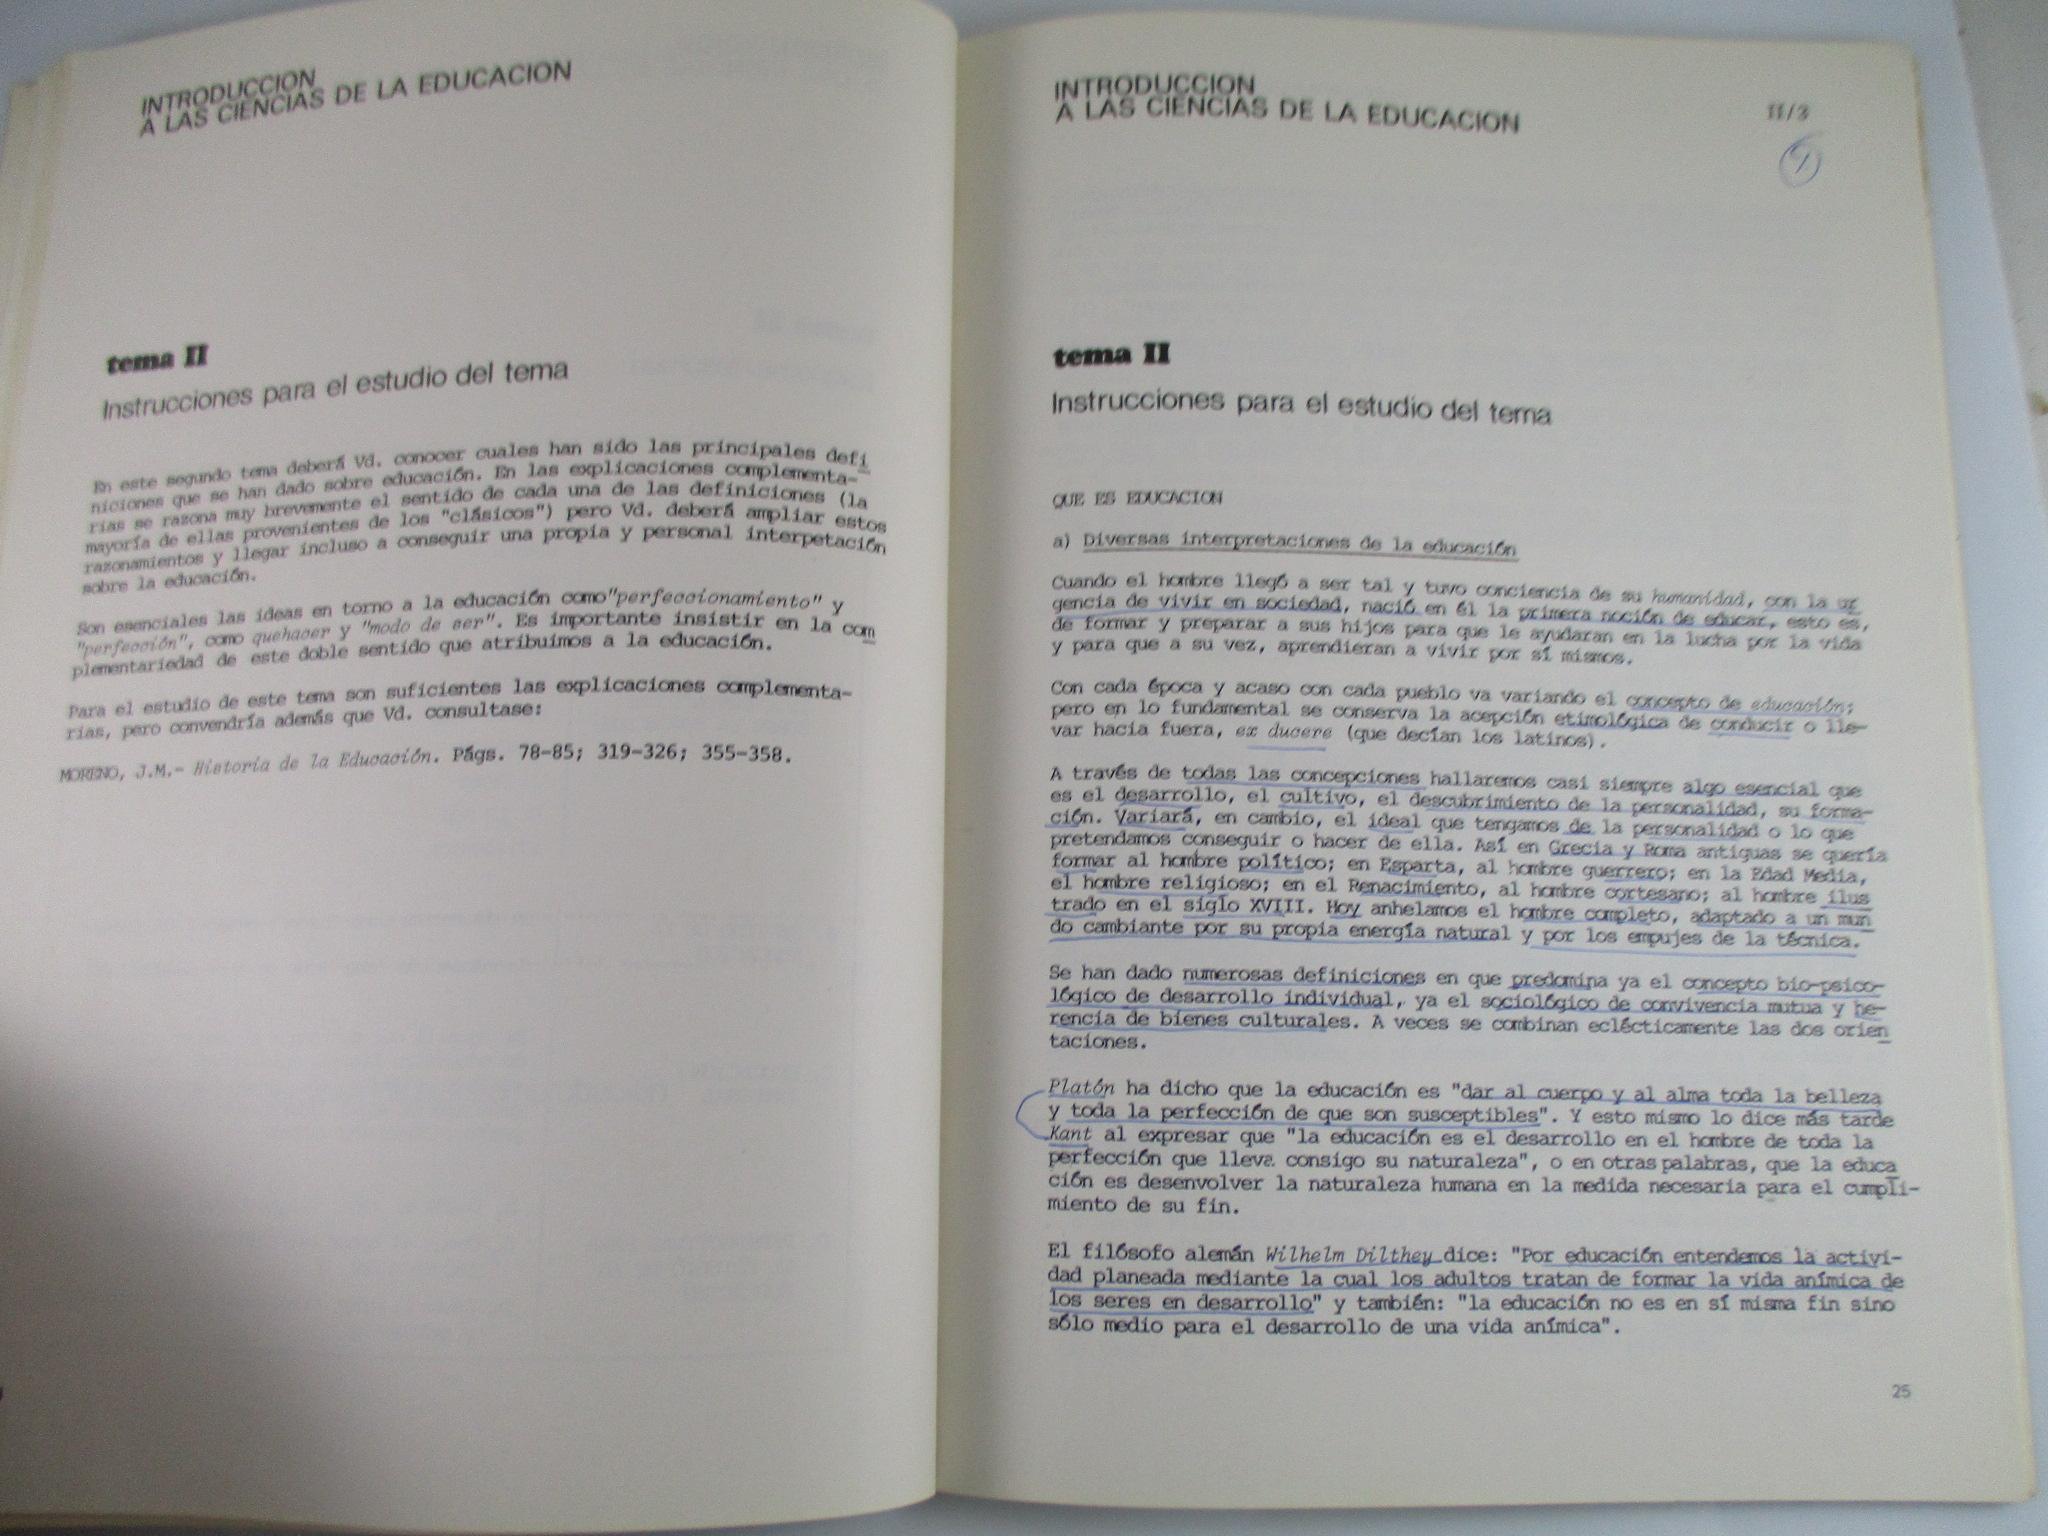 INTRODUCCION
A LAS CIENCIAS DE LA EDUCACION
tema II
Instrucciones para el estudio del tema
En este segundo tema deberá Vd. conocer cuales han sido las principales defi
niciones que se han dado sobre educación. En las explicaciones complementa-
rias se razona muy brevemente el sentido de cada una de las definiciones (la
mayoría de ellas provenientes de los "clásicos") pero Vd. deberá ampliar estos
razonamientos y llegar incluso a conseguir una propia y personal interpetación
sobre la educación.
Son esenciales las ideas en torno a la educación como"perfeccionamiento" y
"perfección", como quehacer y "modo de ser". Es importante insistir en la com
plementariedad de este doble sentido que atribuimos a la educación.
Para el estudio de este tema son suficientes las explicaciones complementa-
rias, pero convendría además que Vd. consultase:
MORENO, J.M.- Historia de la Educación. Págs. 78-85; 319-326; 355-358.
INTRODUCCION
A LAS CIENCIAS DE LA EDUCACION
II/3
tema II
Instrucciones para el estudio del tema
QUE ES EDUCACION
a) Diversas interpretaciones de la educación
Cuando el hombre llegó a ser tal y tuvo conciencia de su humanidad, con la ur
gencia de vivir en sociedad, nació en él la primera noción de educar, esto es,
de formar y preparar a sus hijos para que le ayudaran en la lucha por la vida
y para que a su vez, aprendieran a vivir por sí mismos.
Con cada época y acaso con cada pueblo va variando el concepto de educación;
pero en lo fundamental se conserva la acepción etimológica de conducir o lle-
var hacia fuera, ex ducere (que decían los latinos).
A través de todas las concepciones hallaremos casi siempre algo esencial que
es el desarrollo, el cultivo, el descubrimiento de la personalidad, su forma-
ción. Variará, en cambio, el ideal que tengamos de la personalidad o lo que
pretendamos conseguir o hacer de ella. Así en Grecia y Roma antiguas se quería
formar al hombre político; en Esparta, al hombre guerrero; en la Edad Media,
el hombre religioso; en el Renacimiento, al hombre cortesano; al hombre ilus
trado en el siglo XVIII. Hoy anhelamos el hombre completo, adaptado a un mun
do cambiante por su propia energía natural y por los empujes de la técnica.
Se han dado numerosas definiciones en que predomina ya el concepto bio-psico-
lógico de desarrollo individual, ya el sociológico de convivencia mutua y he-
rencia de bienes culturales. A veces se combinan eclécticamente las dos orien
taciones.
Platón ha dicho que la educación es "dar al cuerpo y al alma toda la belleza
y toda la perfección de que son susceptibles". Y esto mismo lo dice más tarde
Kant al expresar que "la educación es el desarrollo en el hombre de toda la
perfección que lleva consigo su naturaleza", o en otras palabras, que la educa
ción es desenvolver la naturaleza humana en la medida necesaria para el cumpli-
miento de su fin.
El filósofo alemán Wilhelm Dilthey dice: "Por educación entendemos la activi-
dad planeada mediante la cual los adultos tratan de formar la vida anímica de
los seres en desarrollo" y también: "la educación no es en sí misma fin sino
sólo medio para el desarrollo de una vida anímica".
25